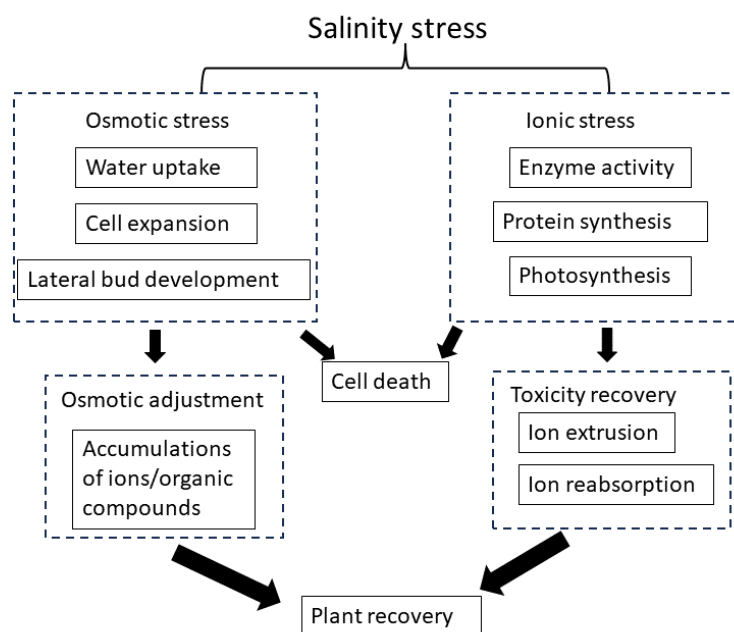 Salinity stress
Osmotic stress
Water uptake
Cell expansion
Lateral bud development
Ionic stress
Enzyme activity
Protein synthesis
Photosynthesis
Cell death
Osmotic adjustment
Accumulations
of ions/organic
compounds
Toxicity recovery
Ion extrusion
Ion reabsorption
Plant recovery